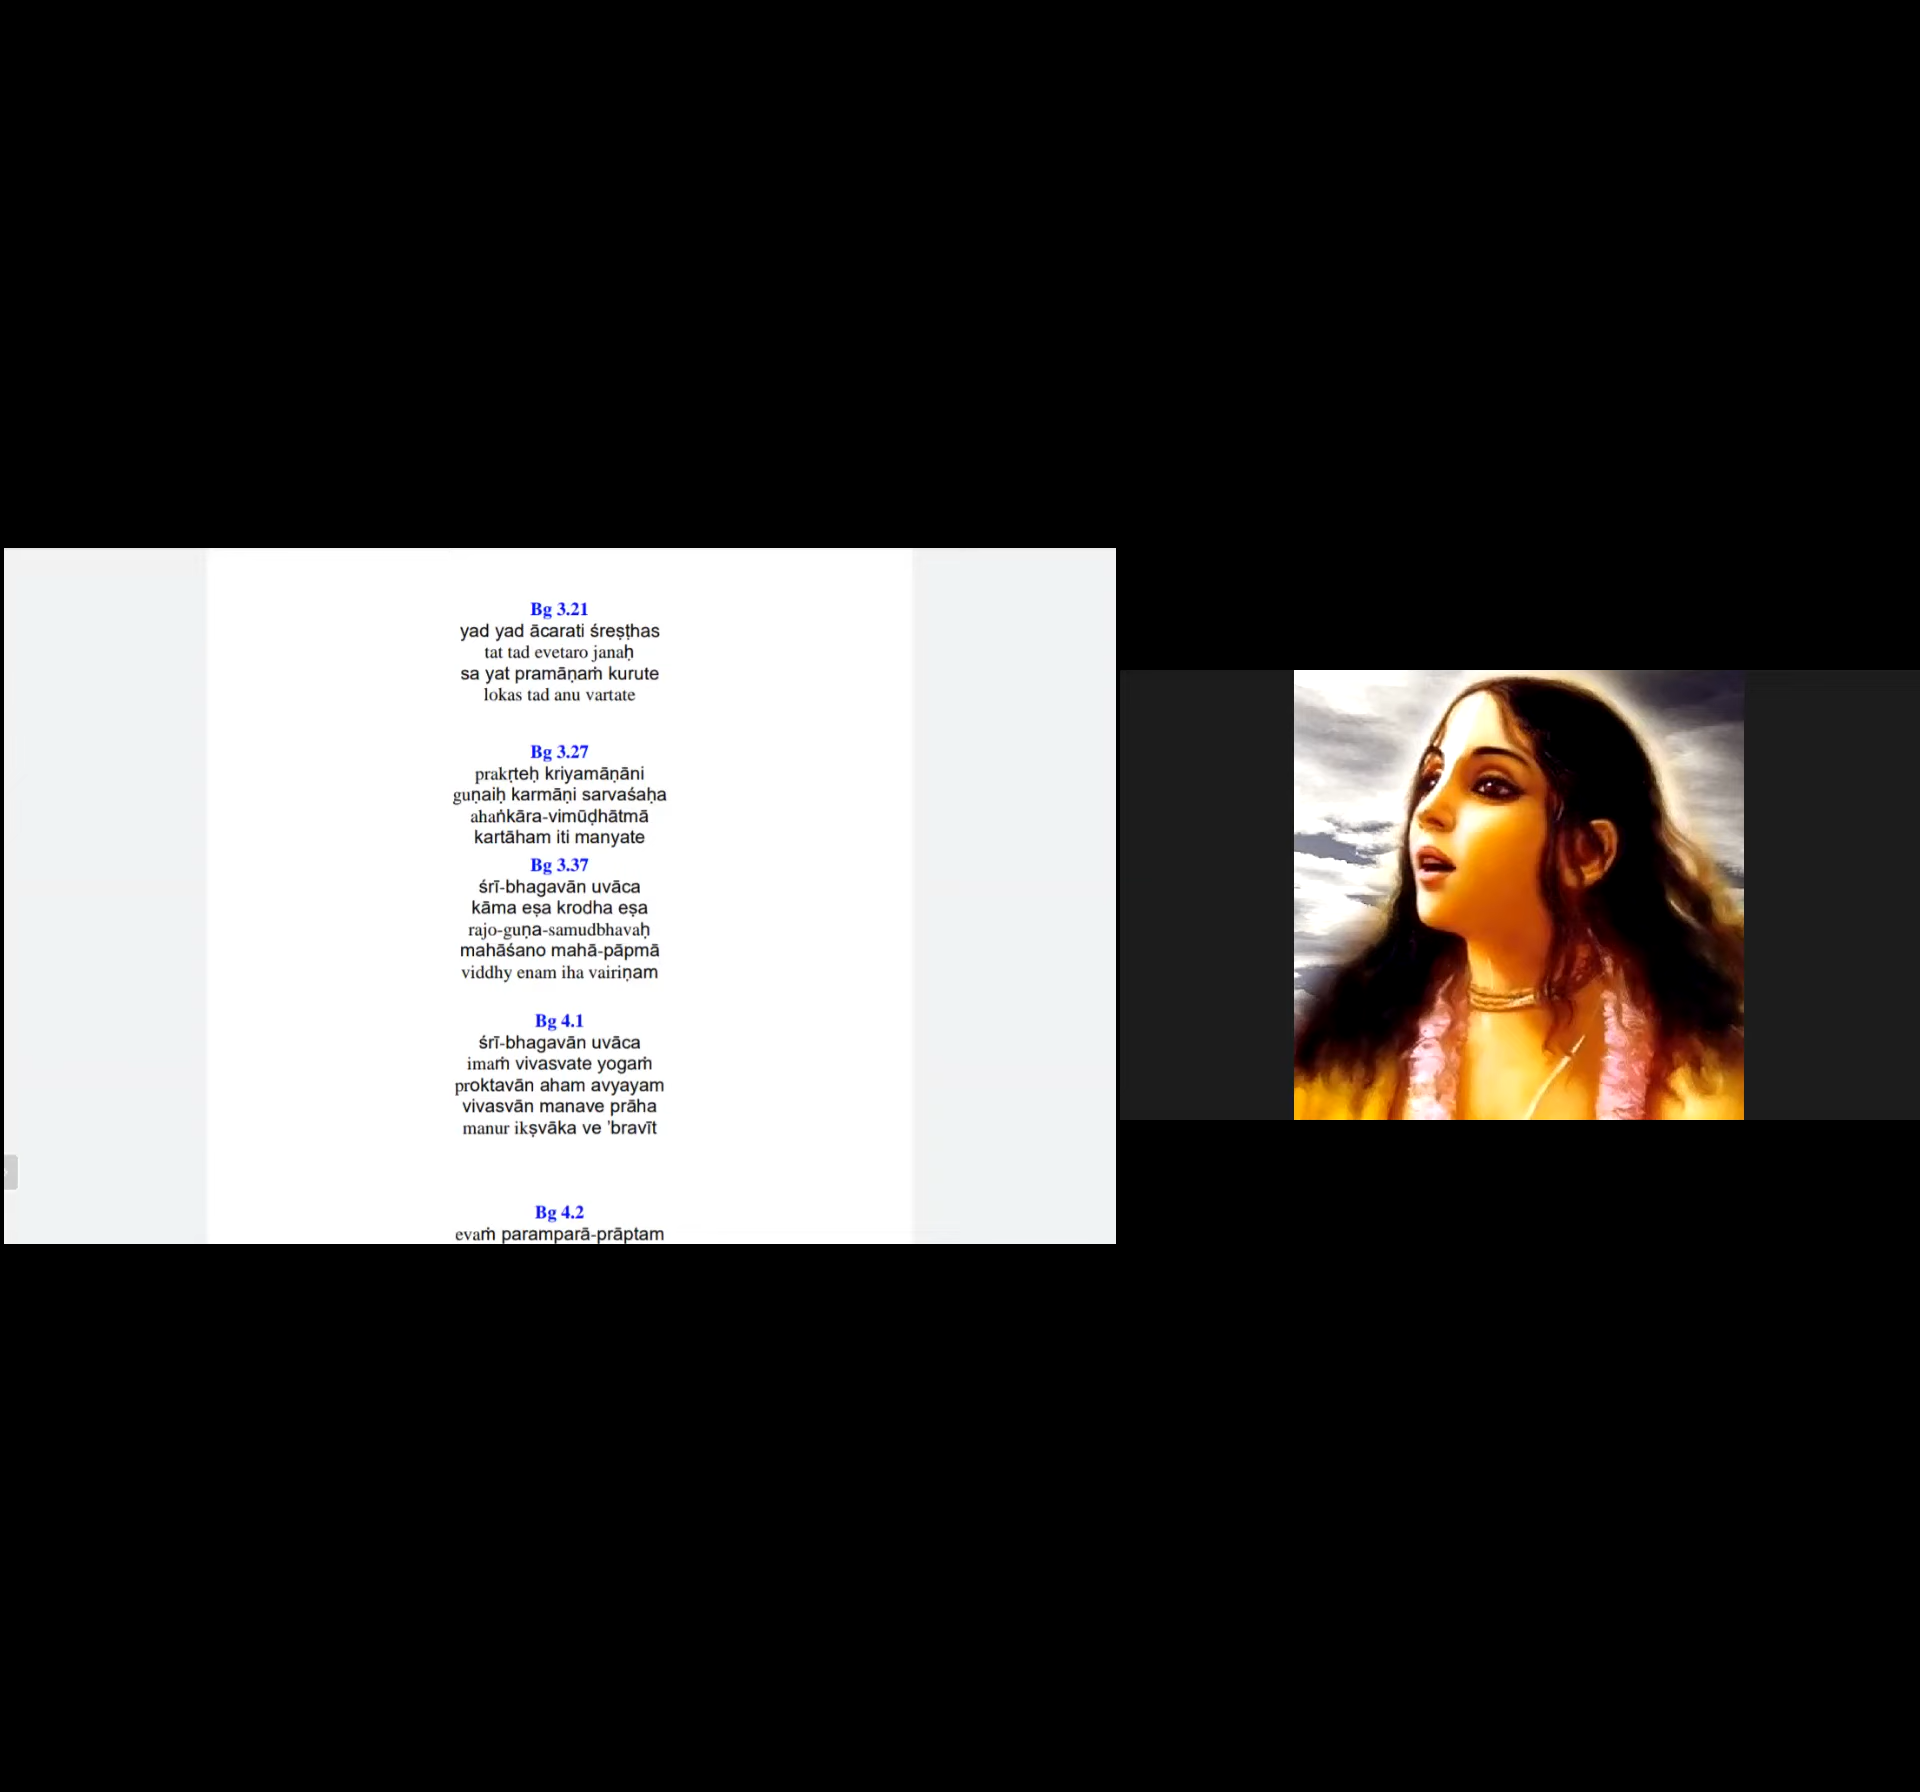 Bg 3.21
yad yad ācarati śreṣṭhas
tat tad evetaro janaḥ
sa yat pramāṇaṁ kurute
lokas tad anu vartate
Bg 3.27
prakṛteḥ kriyamāṇāni
guṇaiḥ karmāṇi sarvaśaḥa
ahaṅkāra-vimūḍhātmā
kartāham iti manyate
Bg 3.37
śrī-bhagavān uvāca
kāma eṣa krodha eṣa
rajo-guṇa-samudbhavaḥ
mahāśano mahā-pāpmā
viddhy enam iha vairiṇam
Bg 4.1
śrī-bhagavān uvāca
imaṁ vivasvate yogaṁ
proktavān aham avyayam
vivasvān manave prāha
manur ikṣvāka ve 'bravīt
Bg 4.2
evaṁ paramparā-prāptam